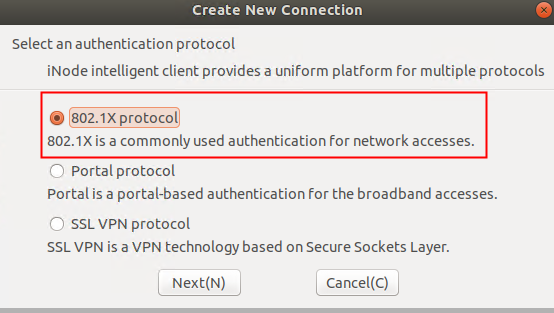 Create New Connection
Select an authentication protocol
iNode intelligent client provides a uniform platform for multiple protocols
802.1X protocol
802.1X is a commonly used authentication for network accesses.
Portal protocol
Portal is a portal-based authentication for the broadband accesses.
SSL VPN protocol
SSL VPN is a VPN technology based on Secure Sockets Layer.
Next(N) Cancel(C)